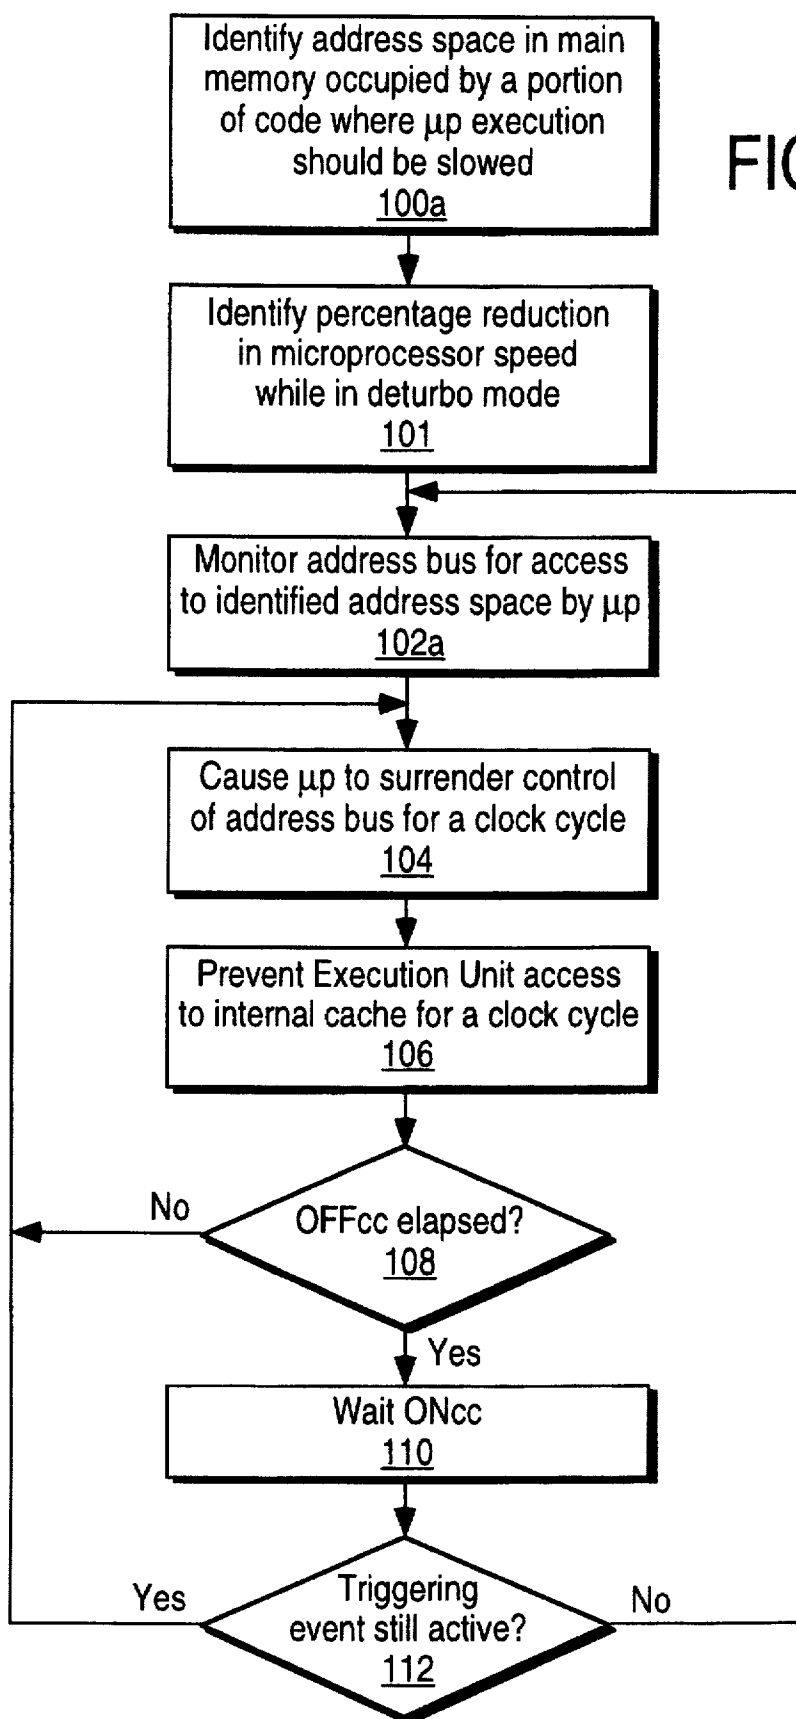 Identify address space in main
memory occupied by a portion
of code where μp execution
should be slowed
100a
FIG
Identify percentage reduction
in microprocessor speed
while in deturbo mode
101
Monitor address bus for access
to identified address space by μp
102a
Cause μp to surrender control
of address bus for a clock cycle
104
Prevent Execution Unit access
to internal cache for a clock cycle
106
No
OFFcc elapsed?
108
Yes
Wait ONcc
110
Yes
Triggering
event still active?
112
No